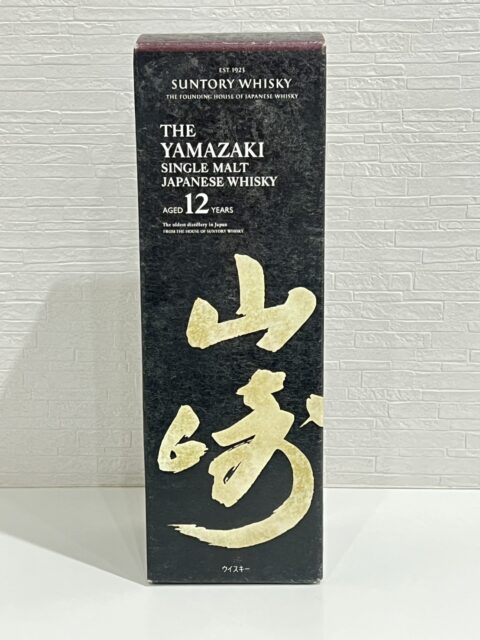 EST. 1923
SUNTORY WHISKY
THE FOUNDING HOUSE OF JAPANESE WHISKY
THE
YAMAZAKI
SINGLE MALT
JAPANESE WHISKY
AGED 12 YEARS
The oldest distillery in Japan
FROM THE HOUSE OF SUNTORY WHISKY
山
崎
ウイスキー